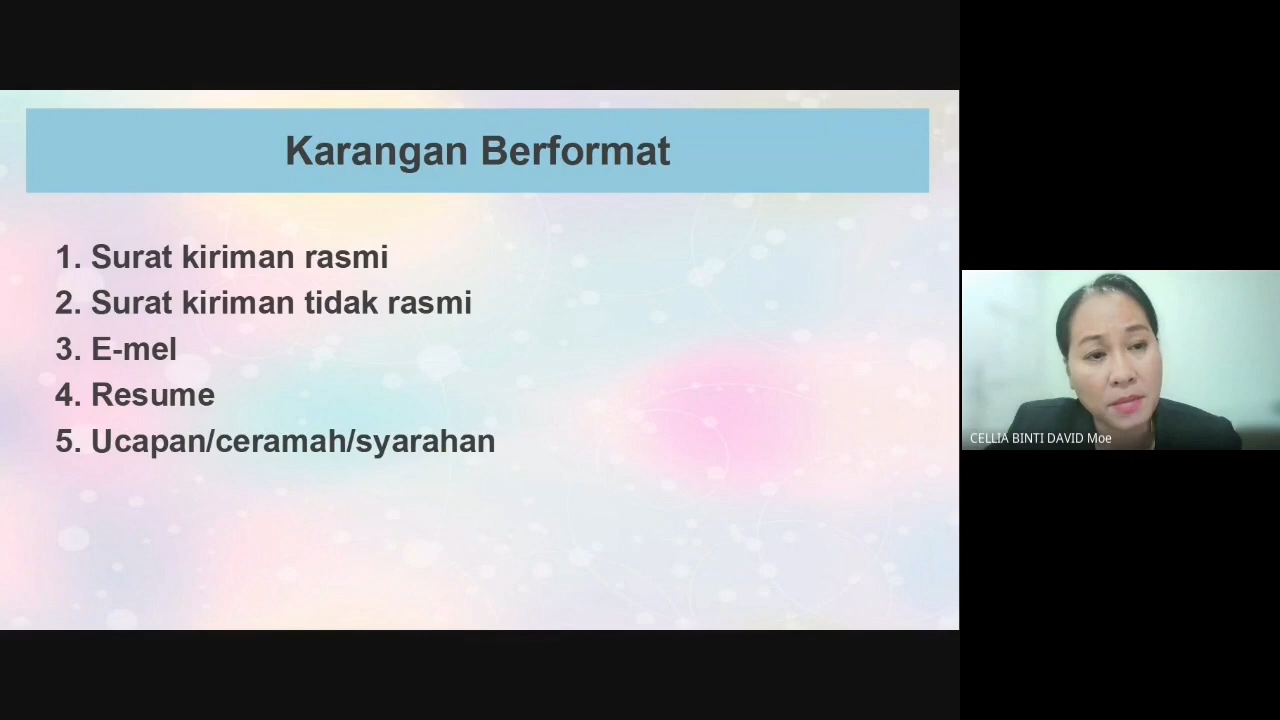 Karangan Berformat
1. Surat kiriman rasmi
2. Surat kiriman tidak rasmi
3. E-mel
4. Resume
5. Ucapan/ceramah/syarahan
CELLIA BINTI DAVID Moe